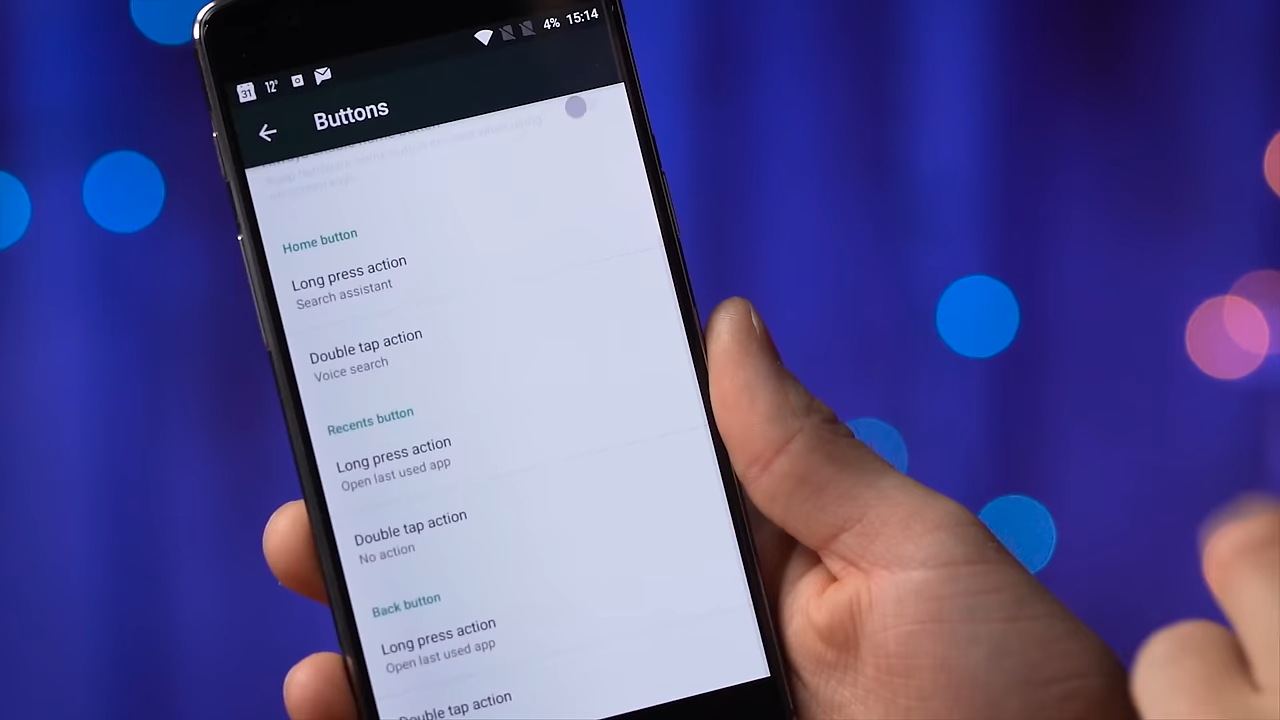 4% 15:14
31 12°
Buttons
Home button
Long press action
Search assistant
Double tap action
Voice search
Recents button
Long press action
Open last used app
Double tap action
No action
Back button
Long press action
Open last used app
Double tap action